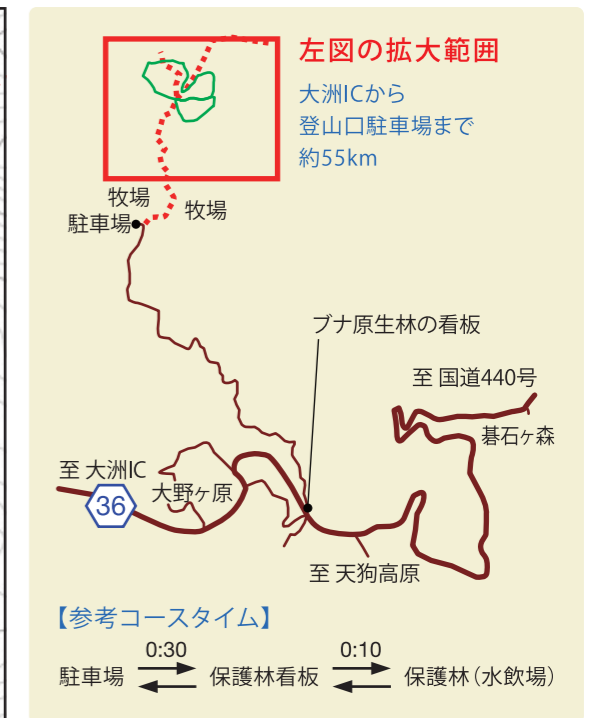 左図の拡大範囲
大洲ICから
登山口駐車場まで
約55km
牧場
牧場
駐車場
ブナ原生林の看板
至 国道440号
碁石ヶ森
至 大洲IC
大野ヶ原
36
至 天狗高原
【参考コースタイム】
0:30 0:10
駐車場 保護林看板 保護林（水飲場）